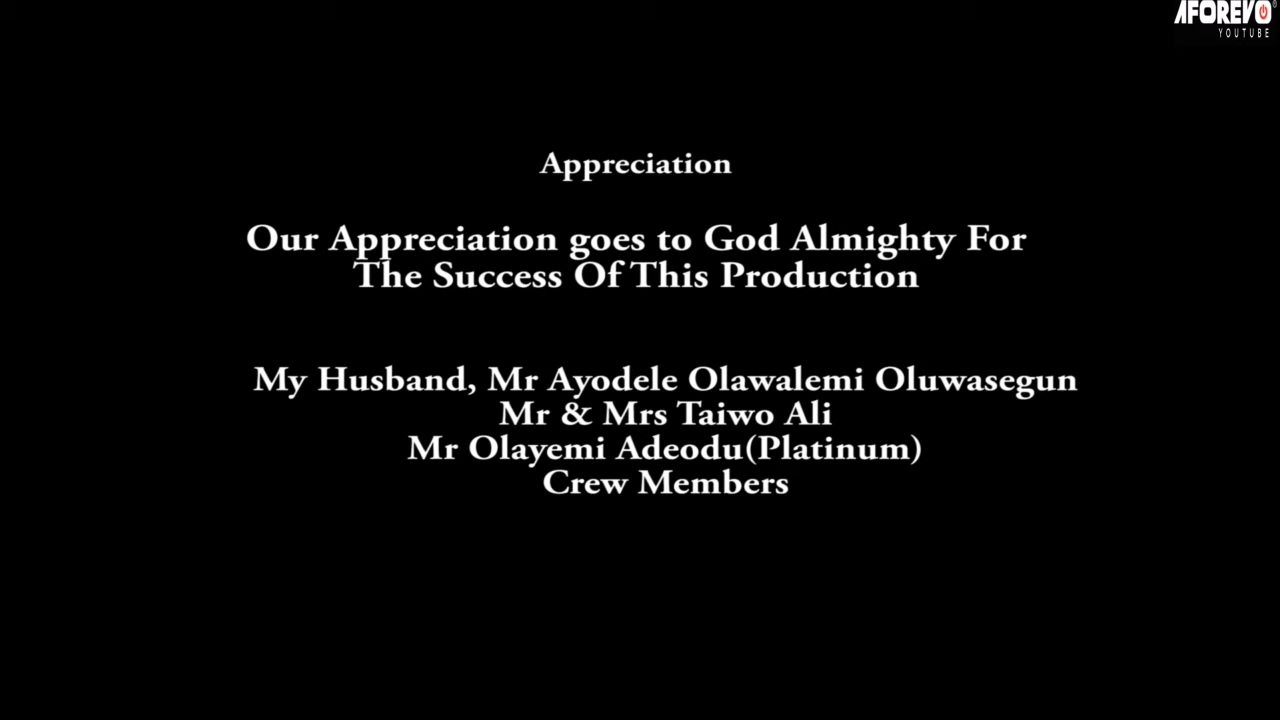 AFOREVO
YOUTUBE
Appreciation
Our Appreciation goes to God Almighty For
The Success Of This Production
My Husband, Mr Ayodele Olawalemi Oluwasegun
Mr & Mrs Taiwo Ali
Mr Olayemi Adeodu(Platinum)
Crew Members